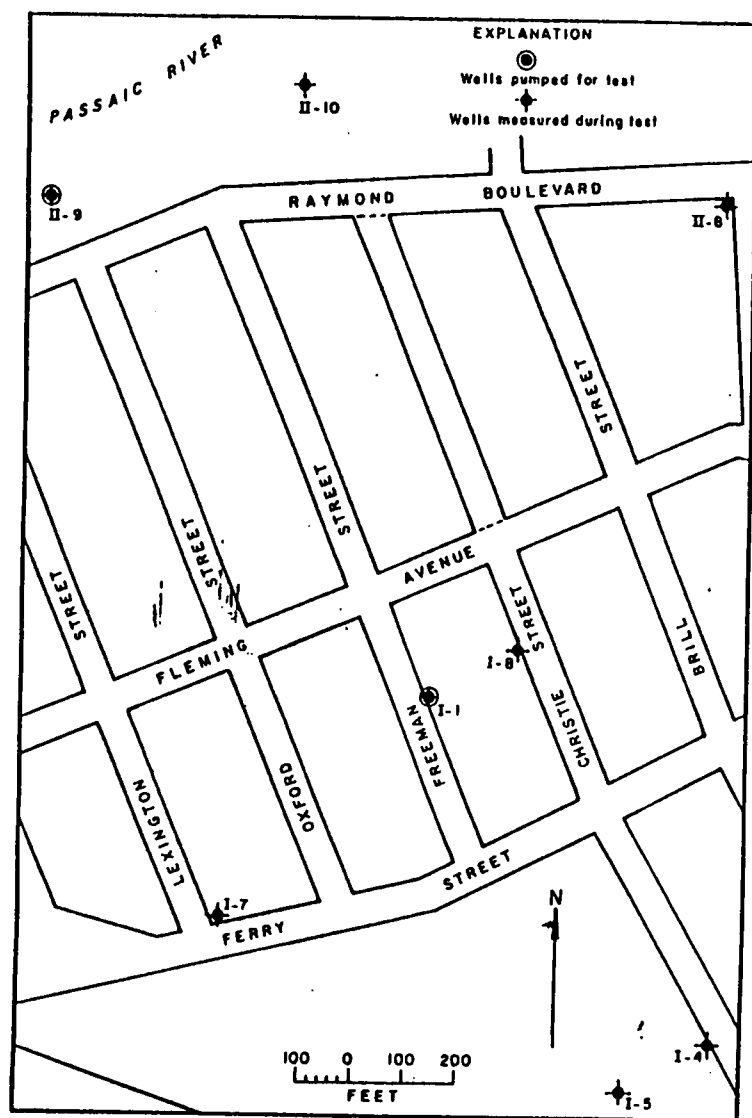 EXPLANATION
PASSAIC RIVER
Wells pumped for test
II-10
Wells measured during test
II-9
RAYMOND BOULEVARD
II-8
STREET
STREET
STREET
STREET
FLEMING AVENUE
STREET
I-8
BRILL
I-1
FREEMAN
CHRISTIE
OXFORD
LEXINGTON
I-7
FERRY STREET
N
I-4
I-5
100 0 100 200
FEET